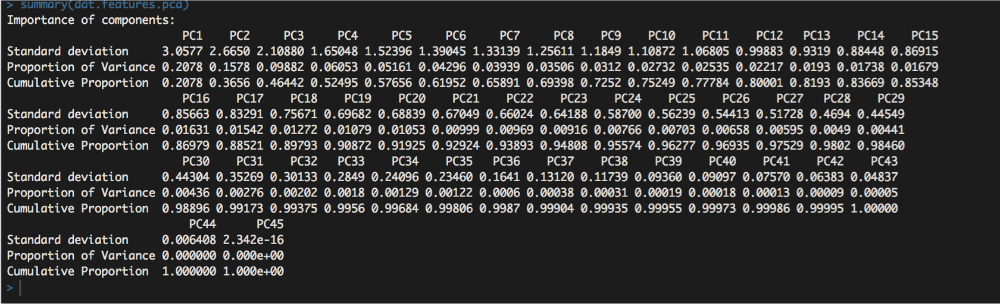 > summary(dat.features.pca)
Importance of components:
PC1 PC2 PC3 PC4 PC5 PC6 PC7 PC8 PC9 PC10 PC11 PC12 PC13 PC14 PC15
Standard deviation 3.0577 2.6650 2.10880 1.65048 1.52396 1.39045 1.33139 1.25611 1.1849 1.10872 1.06805 0.99883 0.9319 0.88448 0.86915
Proportion of Variance 0.2078 0.1578 0.09882 0.06053 0.05161 0.04296 0.03939 0.03506 0.0312 0.02732 0.02535 0.02217 0.0193 0.01738 0.01679
Cumulative Proportion 0.2078 0.3656 0.46442 0.52495 0.57656 0.61952 0.65891 0.69398 0.7252 0.75249 0.77784 0.80001 0.8193 0.83669 0.85348
PC16 PC17 PC18 PC19 PC20 PC21 PC22 PC23 PC24 PC25 PC26 PC27 PC28 PC29
Standard deviation 0.85663 0.83291 0.75671 0.69682 0.68839 0.67049 0.66024 0.64188 0.58700 0.56239 0.54413 0.51728 0.4694 0.44549
Proportion of Variance 0.01631 0.01542 0.01272 0.01079 0.01053 0.00999 0.00969 0.00916 0.00766 0.00703 0.00658 0.00595 0.0049 0.00441
Cumulative Proportion 0.86979 0.88521 0.89793 0.90872 0.91925 0.92924 0.93893 0.94808 0.95574 0.96277 0.96935 0.97529 0.9802 0.98460
PC30 PC31 PC32 PC33 PC34 PC35 PC36 PC37 PC38 PC39 PC40 PC41 PC42 PC43
Standard deviation 0.44304 0.35269 0.30133 0.2849 0.24096 0.23460 0.1641 0.13120 0.11739 0.09360 0.09097 0.07570 0.06383 0.04837
Proportion of Variance 0.00436 0.00276 0.00202 0.0018 0.00129 0.00122 0.0006 0.00038 0.00031 0.00019 0.00018 0.00013 0.00009 0.00005
Cumulative Proportion 0.98896 0.99173 0.99375 0.9956 0.99684 0.99806 0.9987 0.99904 0.99935 0.99955 0.99973 0.99986 0.99995 1.00000
PC44 PC45
Standard deviation 0.006408 2.342e-16
Proportion of Variance 0.000000 0.000e+00
Cumulative Proportion 1.000000 1.000e+00
>